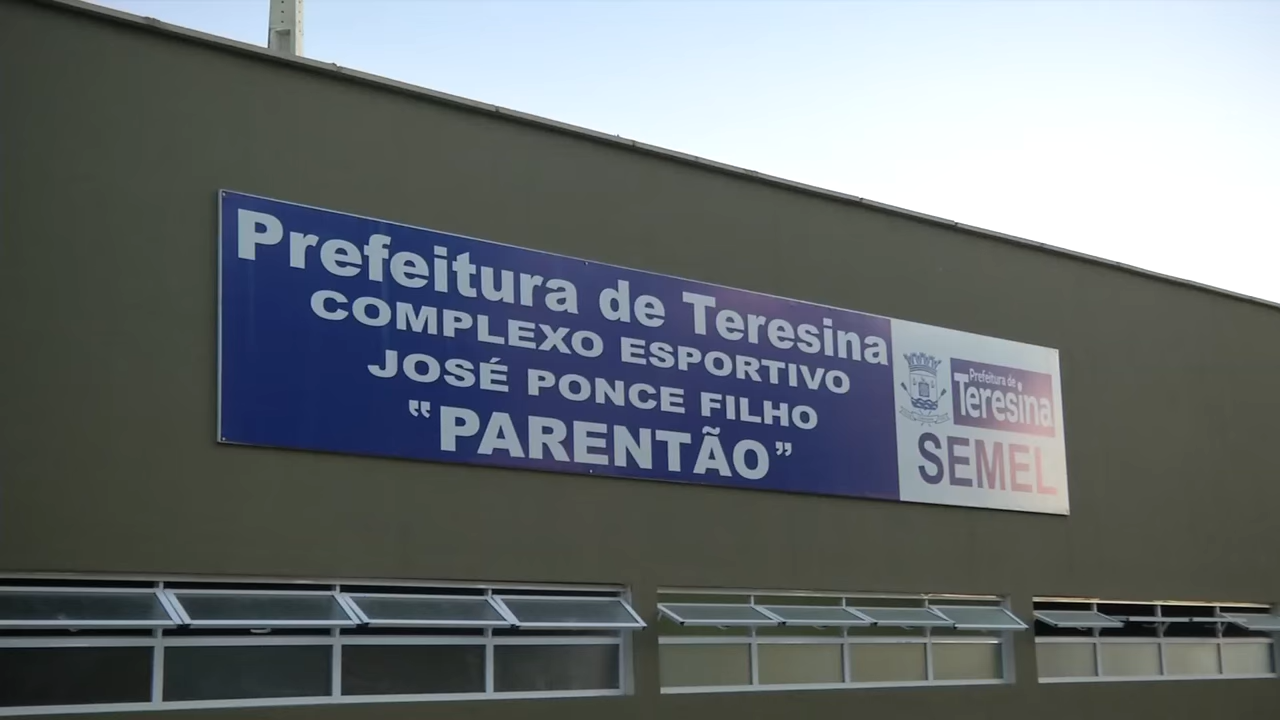 Prefeitura de Teresina
COMPLEXO ESPORTIVO
JOSÉ PONCE FILHO
“PARENTÃO”
Prefeitura de
Teresina
SEMEL